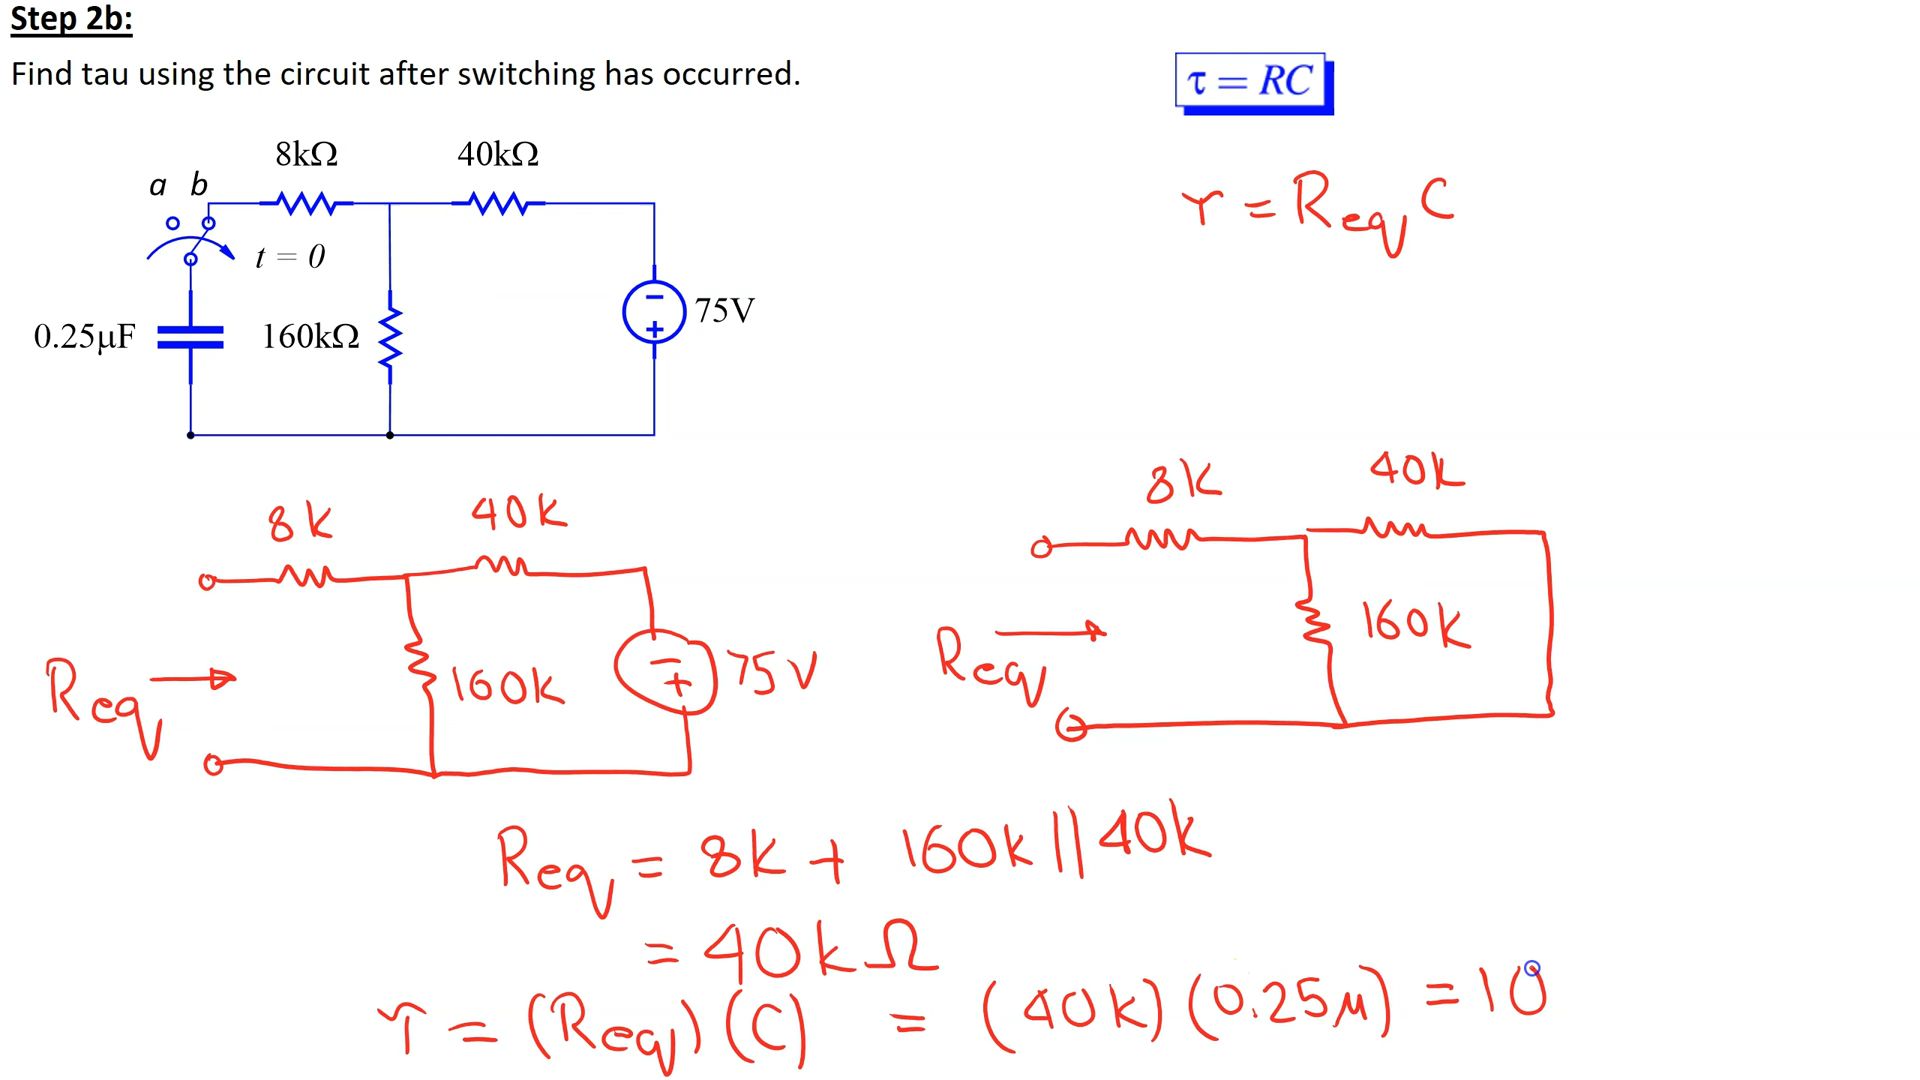 Step 2b:
Find tau using the circuit after switching has occurred.
τ = RC
τ = Req C
8kΩ 40kΩ
a b
t = 0
0.25μF 160kΩ 75V
− +
8k 40k
160k 75V
− +
Req
8k 40k
160k
Req
Req = 8k + 160k || 40k
= 40kΩ
τ = (Req)(C) = (40k)(0.25μ) = 10